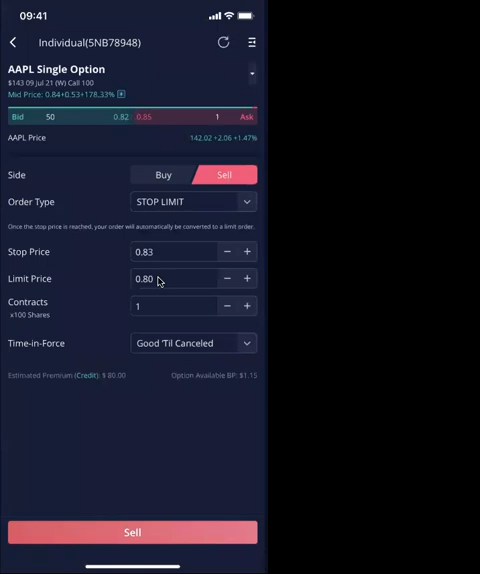 09:41
Individual(5NB78948)
AAPL Single Option
$143 09 Jul 21 (W) Call 100
Mid Price: 0.84+0.53+178.33%
Bid 50 0.82 0.85 1 Ask
AAPL Price 142.02 +2.06 +1.47%
Side Buy Sell
Order Type STOP LIMIT
Once the stop price is reached, your order will automatically be converted to a limit order.
Stop Price 0.83 − +
Limit Price 0.80 − +
Contracts 1 − +
x100 Shares
Time-in-Force Good 'Til Canceled
Estimated Premium (Credit): $ 80.00 Option Available BP: $1.15
Sell